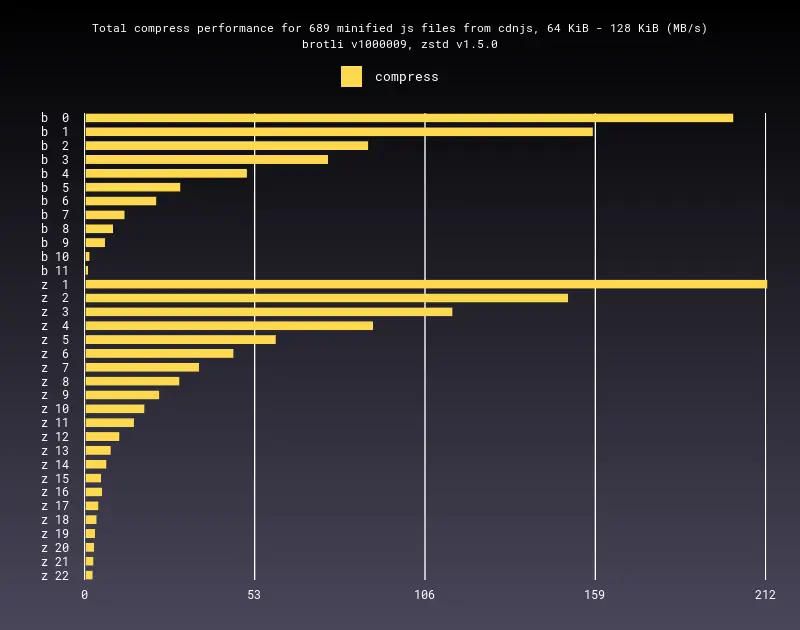 Total compress performance for 689 minified js files from cdnjs, 64 KiB - 128 KiB (MB/s)
brotli v1000009, zstd v1.5.0
compress
b 0
b 1
b 2
b 3
b 4
b 5
b 6
b 7
b 8
b 9
b 10
b 11
z 1
z 2
z 3
z 4
z 5
z 6
z 7
z 8
z 9
z 10
z 11
z 12
z 13
z 14
z 15
z 16
z 17
z 18
z 19
z 20
z 21
z 22
0 53 106 159 212